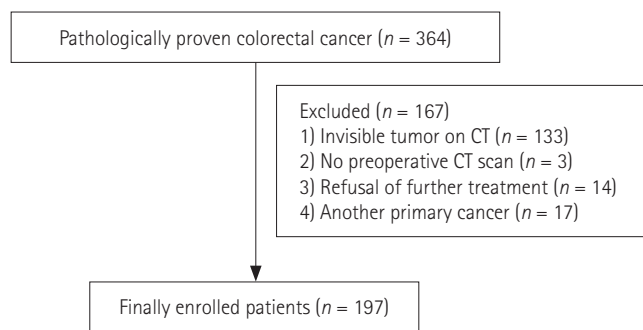 Pathologically proven colorectal cancer (n = 364)
Excluded (n = 167)
1) Invisible tumor on CT (n = 133)
2) No preoperative CT scan (n = 3)
3) Refusal of further treatment (n = 14)
4) Another primary cancer (n = 17)
Finally enrolled patients (n = 197)